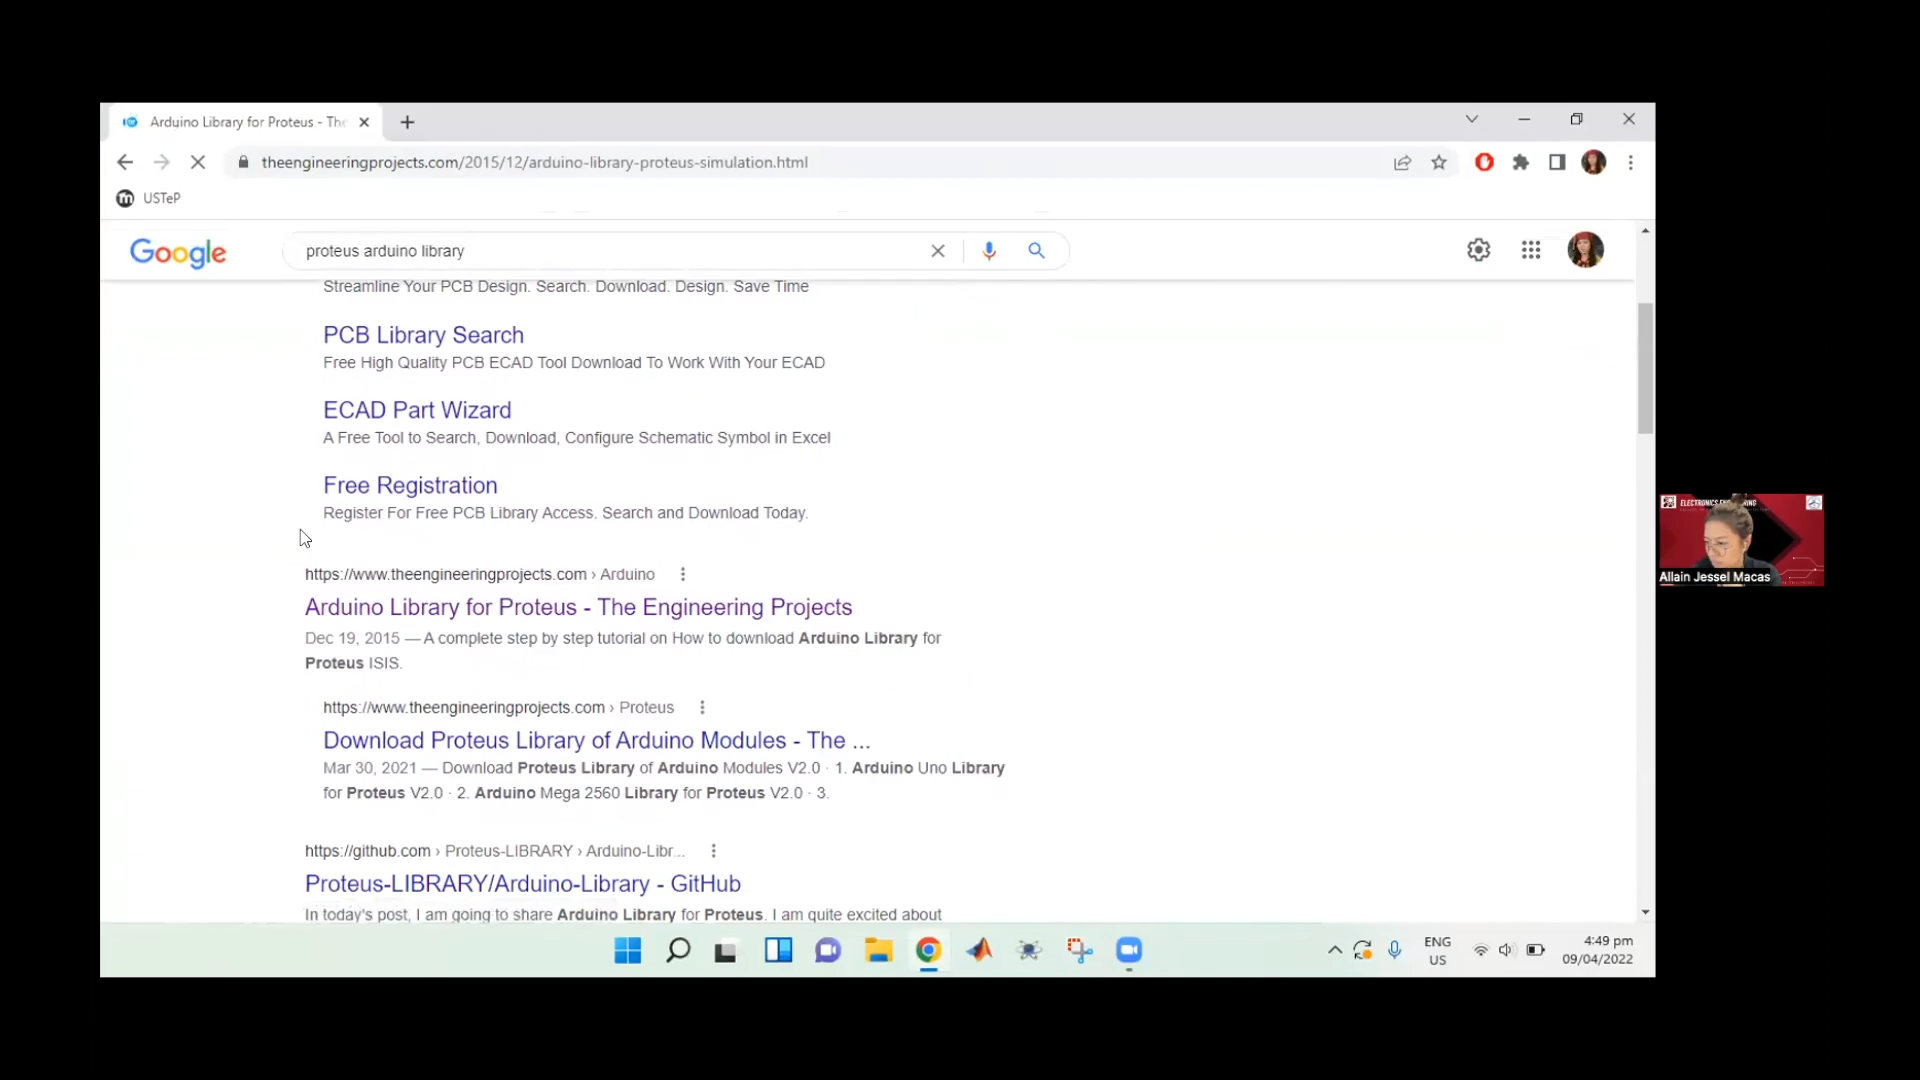 Arduino Library for Proteus - The
theengineeringprojects.com/2015/12/arduino-library-proteus-simulation.html
USTeP
Google
proteus arduino library
Streamline Your PCB Design. Search. Download. Design. Save Time
PCB Library Search
Free High Quality PCB ECAD Tool Download To Work With Your ECAD
ECAD Part Wizard
A Free Tool to Search, Download, Configure Schematic Symbol in Excel
Free Registration
Register For Free PCB Library Access. Search and Download Today.
https://www.theengineeringprojects.com › Arduino
Arduino Library for Proteus - The Engineering Projects
Dec 19, 2015 — A complete step by step tutorial on How to download Arduino Library for
Proteus ISIS.
https://www.theengineeringprojects.com › Proteus
Download Proteus Library of Arduino Modules - The ...
Mar 30, 2021 — Download Proteus Library of Arduino Modules V2.0 · 1. Arduino Uno Library
for Proteus V2.0 · 2. Arduino Mega 2560 Library for Proteus V2.0 · 3.
https://github.com › Proteus-LIBRARY › Arduino-Libr...
Proteus-LIBRARY/Arduino-Library - GitHub
In today's post, I am going to share Arduino Library for Proteus. I am quite excited about
ELECTRONICS ENGINEERING
Allain Jessel Macas
ENG
US
4:49 pm
09/04/2022